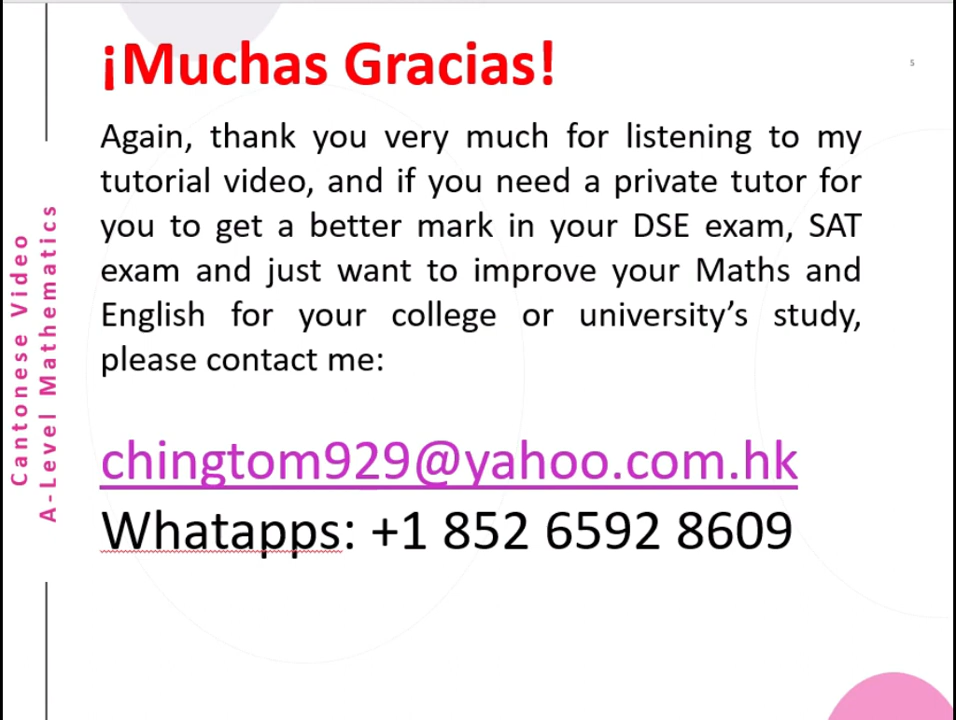 ¡Muchas Gracias!
5
Again, thank you very much for listening to my
tutorial video, and if you need a private tutor for
you to get a better mark in your DSE exam, SAT
exam and just want to improve your Maths and
English for your college or university’s study,
please contact me:
chingtom929@yahoo.com.hk
Whatapps: +1 852 6592 8609
Cantonese Video
A-Level Mathematics